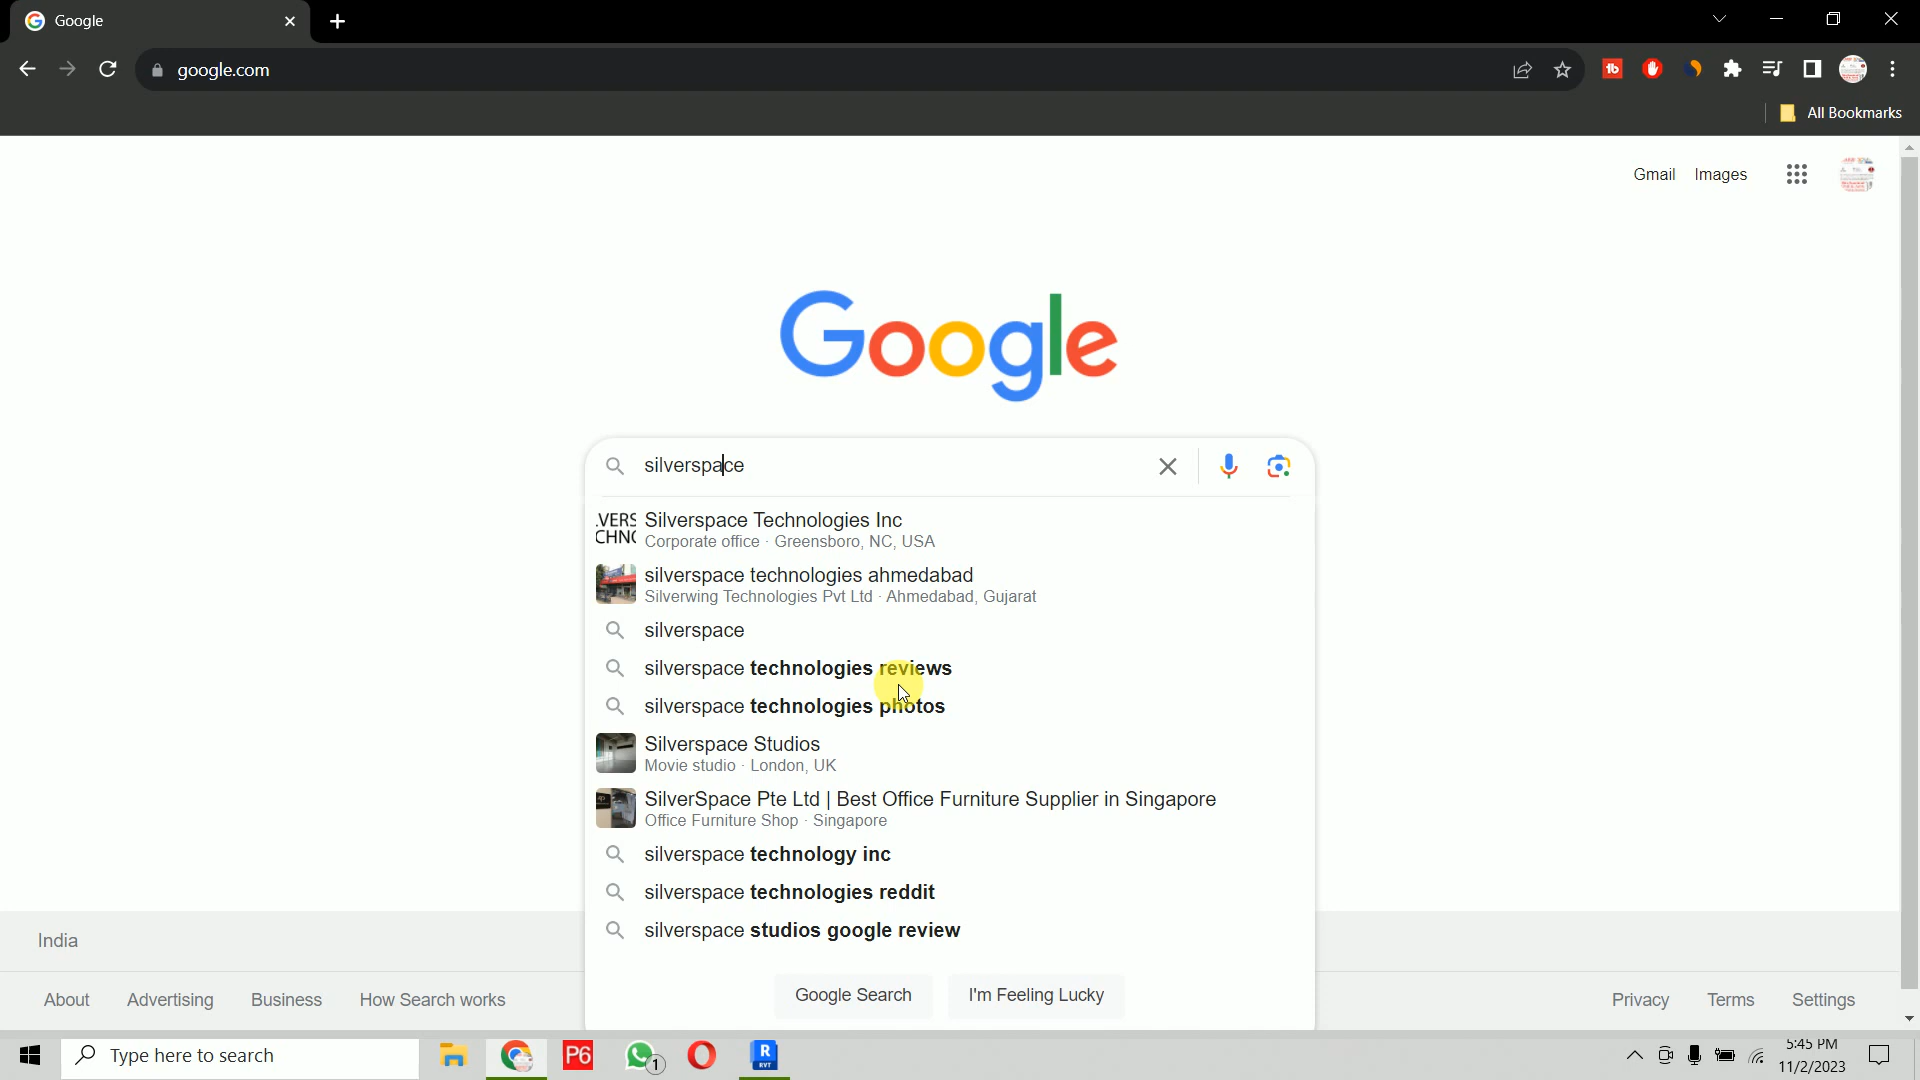 Google
google.com
All Bookmarks
Gmail Images
Google
silverspace
Silverspace Technologies Inc
Corporate office · Greensboro, NC, USA
silverspace technologies ahmedabad
Silverwing Technologies Pvt Ltd · Ahmedabad, Gujarat
silverspace
silverspace technologies reviews
silverspace technologies photos
Silverspace Studios
Movie studio · London, UK
SilverSpace Pte Ltd | Best Office Furniture Supplier in Singapore
Office Furniture Shop · Singapore
silverspace technology inc
silverspace technologies reddit
silverspace studios google review
Google Search I'm Feeling Lucky
India
About Advertising Business How Search works
Privacy Terms Settings
Type here to search
P6
1
R
RVT
5:45 PM
11/2/2023